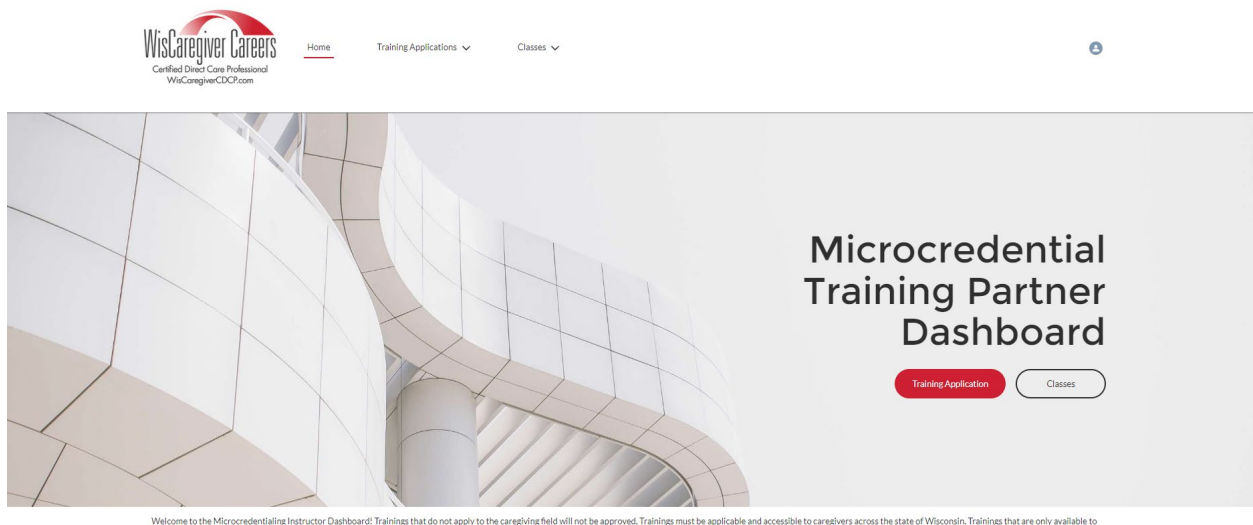 WisCaregiver Careers
Certified Direct Care Professional
WisCaregiverCDCP.com
Home
Training Applications
Classes
Microcredential
Training Partner
Dashboard
Training Application
Classes
Welcome to the Microcredentialing Instructor Dashboard! Trainings that do not apply to the caregiving field will not be approved. Trainings must be applicable and accessible to caregivers across the state of Wisconsin. Trainings that are only available to